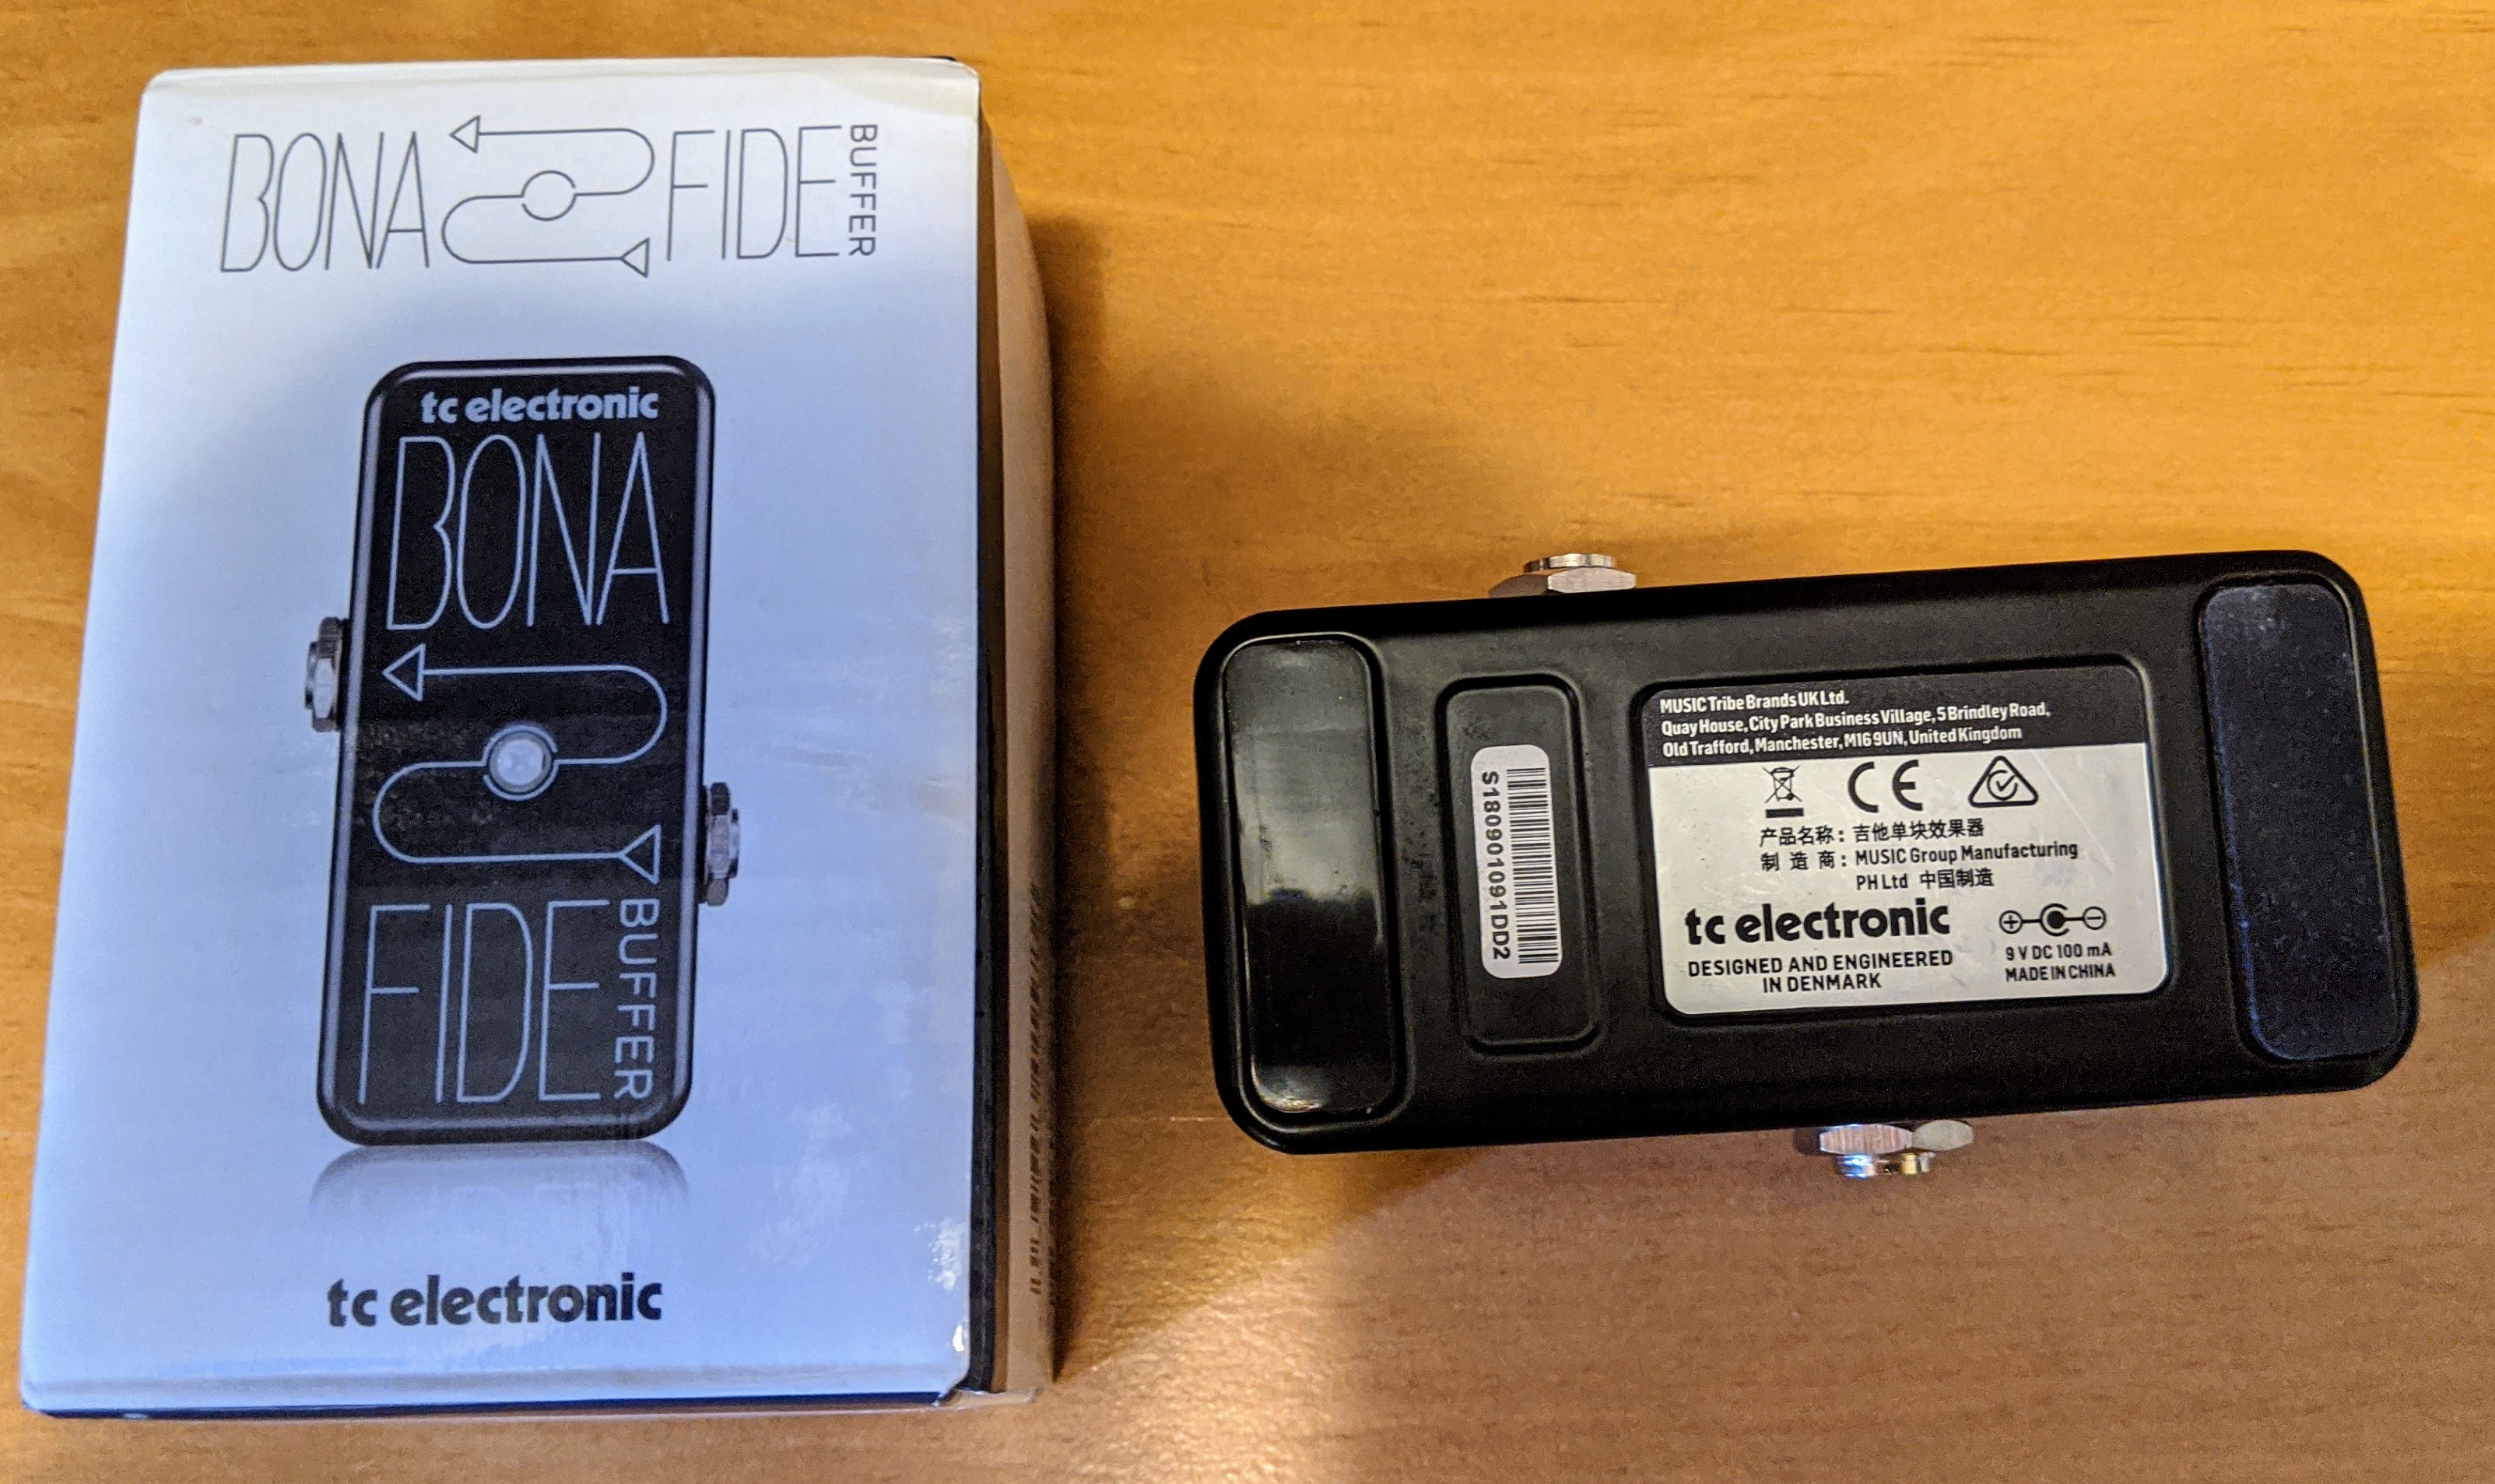 BONA FIDE BUFFER
tc electronic
BONA
FIDE
BUFFER
tc electronic
S180901091DD2
MUSIC Tribe Brands UK Ltd.
Quay House, City Park Business Village, 5 Brindley Road,
Old Trafford, Manchester, M16 9UN, United Kingdom
CE
产品名称：吉他单块效果器
制 造 商：MUSIC Group Manufacturing
PH Ltd 中国制造
tc electronic
DESIGNED AND ENGINEERED
IN DENMARK
9 V DC 100 mA
MADE IN CHINA